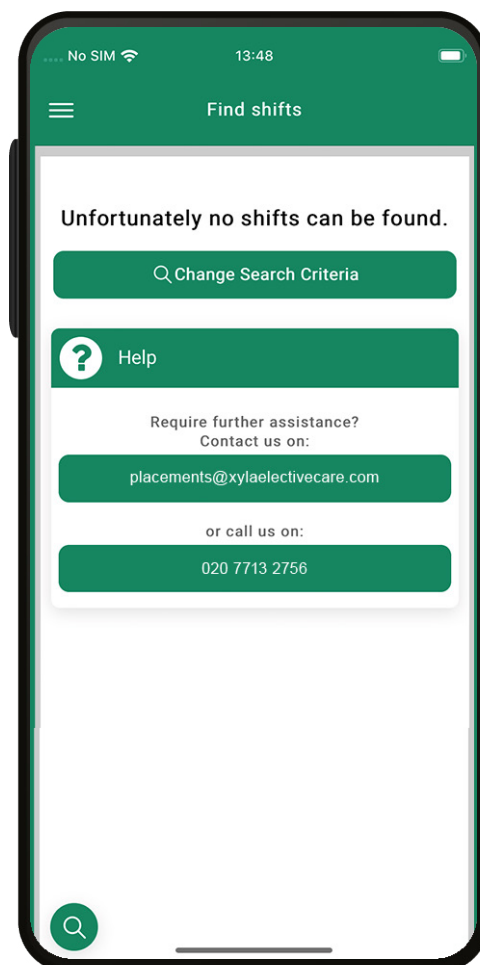 No SIM 13:48
Find shifts
Unfortunately no shifts can be found.
Change Search Criteria
? Help
Require further assistance?
Contact us on:
placements@xylaelectivecare.com
or call us on:
020 7713 2756